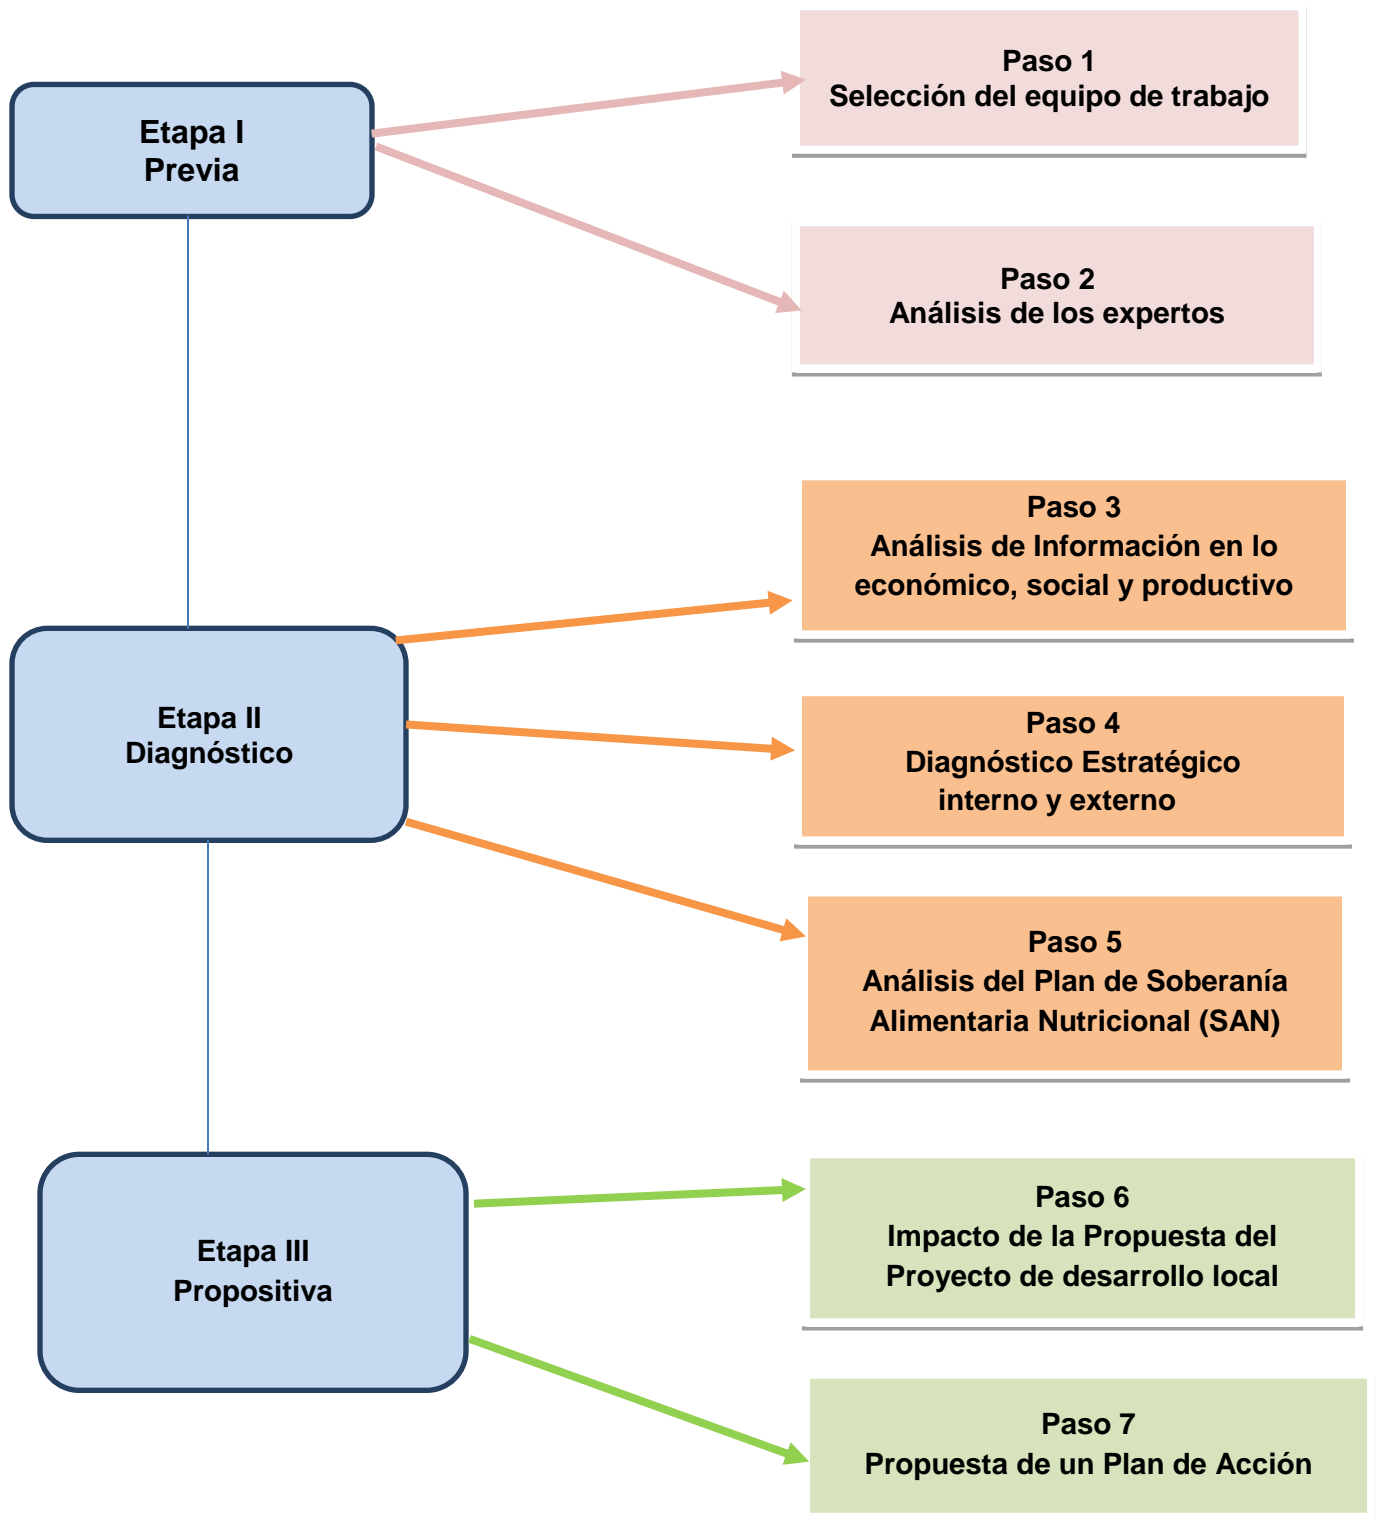 Etapa I
Previa
Paso 1
Selección del equipo de trabajo
Paso 2
Análisis de los expertos
Etapa II
Diagnóstico
Paso 3
Análisis de Información en lo
económico, social y productivo
Paso 4
Diagnóstico Estratégico
interno y externo
Paso 5
Análisis del Plan de Soberanía
Alimentaria Nutricional (SAN)
Etapa III
Propositiva
Paso 6
Impacto de la Propuesta del
Proyecto de desarrollo local
Paso 7
Propuesta de un Plan de Acción